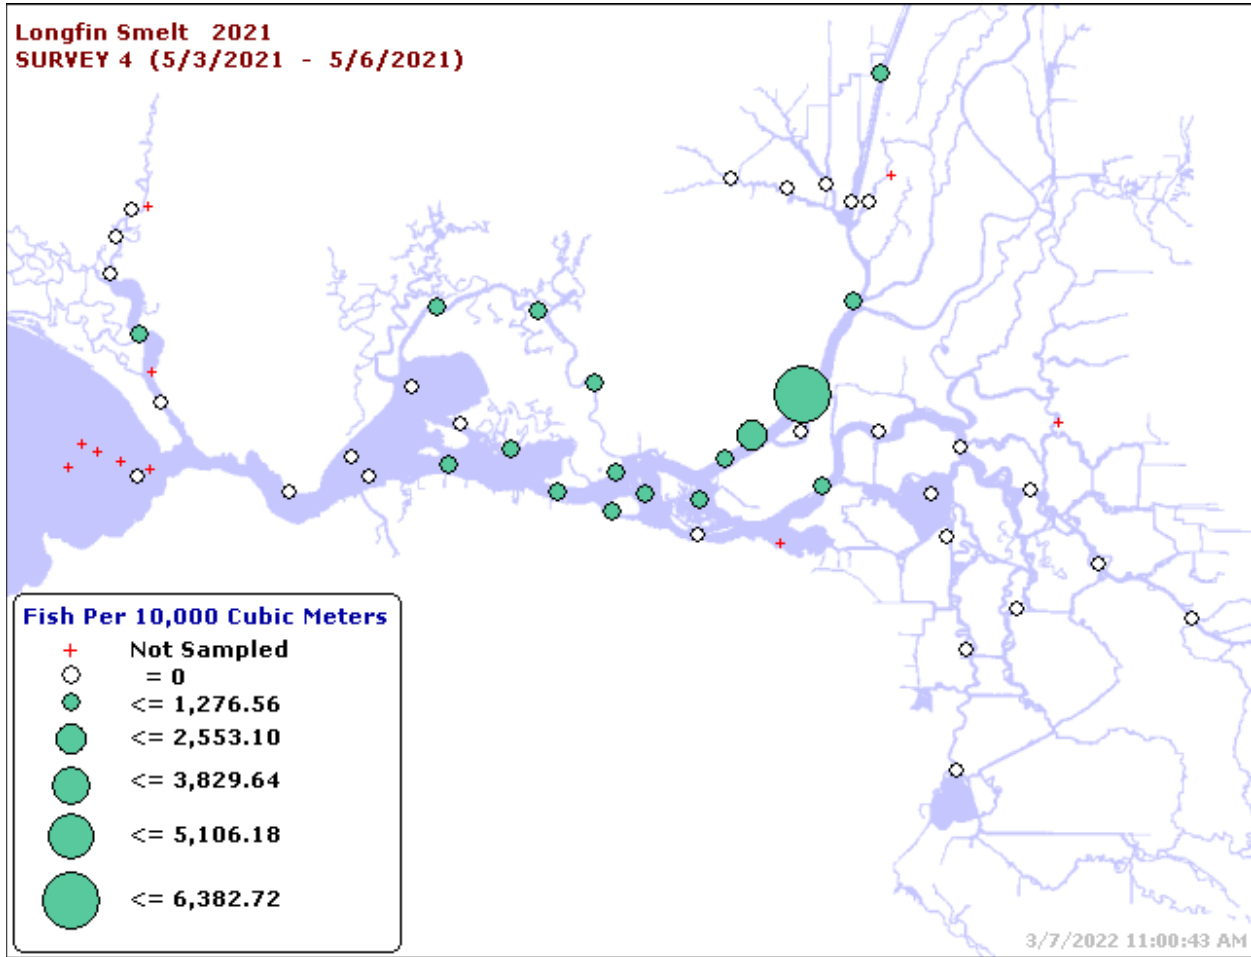 Longfin Smelt 2021
SURVEY 4 (5/3/2021 - 5/6/2021)
Fish Per 10,000 Cubic Meters
Not Sampled
= 0
<= 1,276.56
<= 2,553.10
<= 3,829.64
<= 5,106.18
<= 6,382.72
3/7/2022 11:00:43 AM